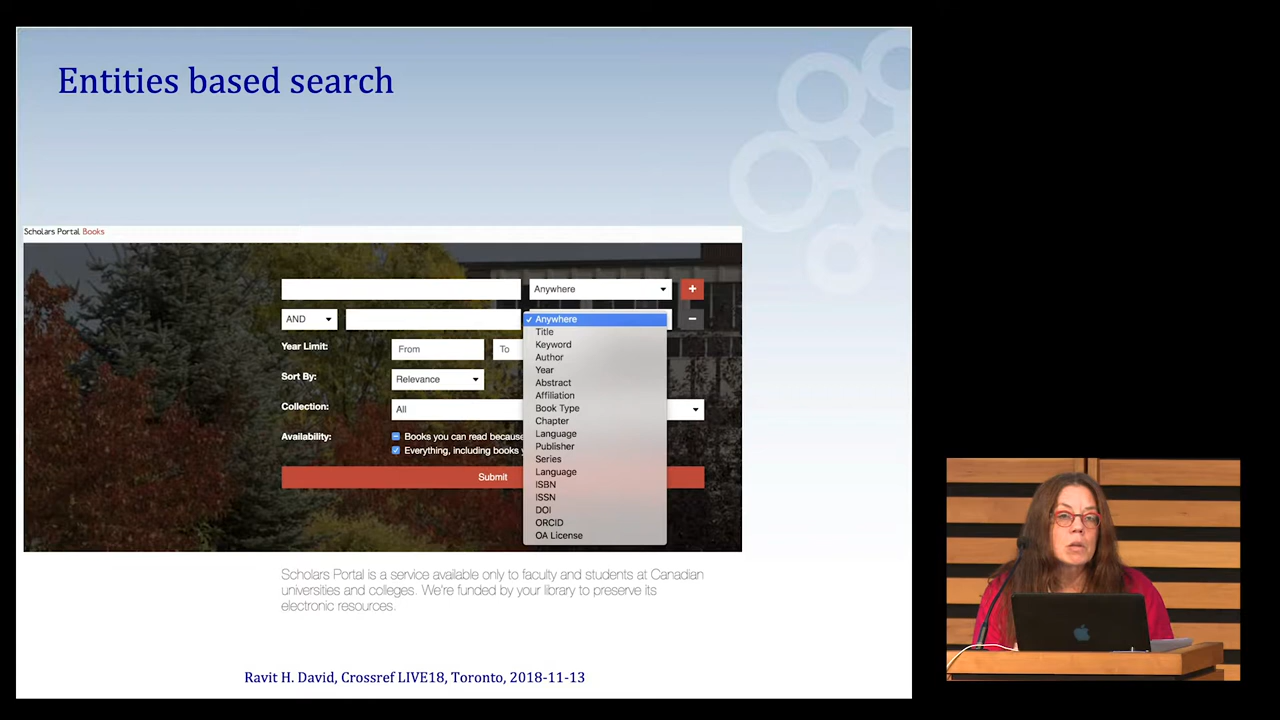 Entities based search
Scholars Portal Books
Anywhere
+
AND
Anywhere
−
Title
Year Limit:
From
To
Keyword
Author
Year
Sort By:
Relevance
Abstract
Affiliation
Collection:
All
Book Type
Chapter
Availability:
Books you can read because
Language
Everything, including books y
Publisher
Series
Submit
Language
ISBN
ISSN
DOI
ORCID
OA License
Scholars Portal is a service available only to faculty and students at Canadian
universities and colleges. We're funded by your library to preserve its
electronic resources.
Ravit H. David, Crossref LIVE18, Toronto, 2018-11-13